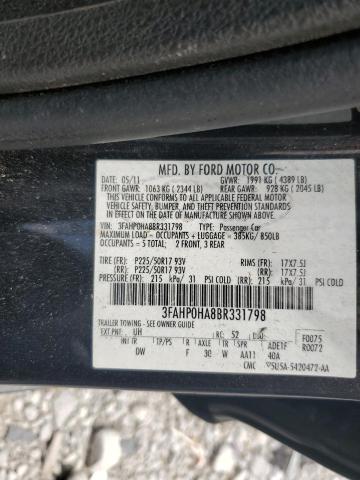 MFD. BY FORD MOTOR CO.
05/11 GVWR: 1991 KG ( 4389 LB)
FRONT GAWR: 1063 KG ( 2344 LB) REAR GAWR: 928 KG ( 2045 LB)
THIS VEHICLE CONFORMS TO ALL APPLICABLE
FEDERAL MOTOR VEHICLE SAFETY, BUMPER AND
THEFT PREVENTION STANDARDS IN EFFECT ON THE
DATE OF MANUFACTURE SHOWN ABOVE.
VIN: 3FAHP0HA8BR331798 TYPE: Passenger Car
MAXIMUM LOAD = OCCUPANTS + LUGGAGE = 385KG/ 850LB
OCCUPANTS = 5 TOTAL: 2 FRONT, 3 REAR
TIRE (FR): P225/50R17 93V RIMS (FR) 17X7.5J
TIRE (RR): P225/50R17 93V 17X7.5J
PRESSURE (FR): 215 kPa/ 31 PSI COLD (RR): 215 kPa/ 31 PSI COLD
3FAHP0HA8BR331798
TRAILER TOWING - SEE OWNER GUIDE
EXT PNT: UH RC: 52 F0075
INT TR TP/PS R AXLE TR SPR ADE1F R0072
DW F 30 W AA11 40A
CMC 5U5A-5420472-AA